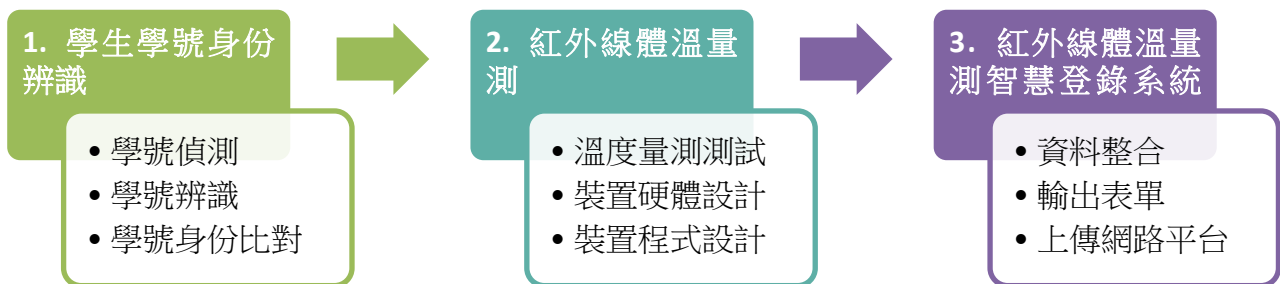 1. 學生學號身份
辨識
• 學號偵測
• 學號辨識
• 學號身份比對
2. 紅外線體溫量
測
• 溫度量測測試
• 裝置硬體設計
• 裝置程式設計
3. 紅外線體溫量
測智慧登錄系統
• 資料整合
• 輸出表單
• 上傳網路平台